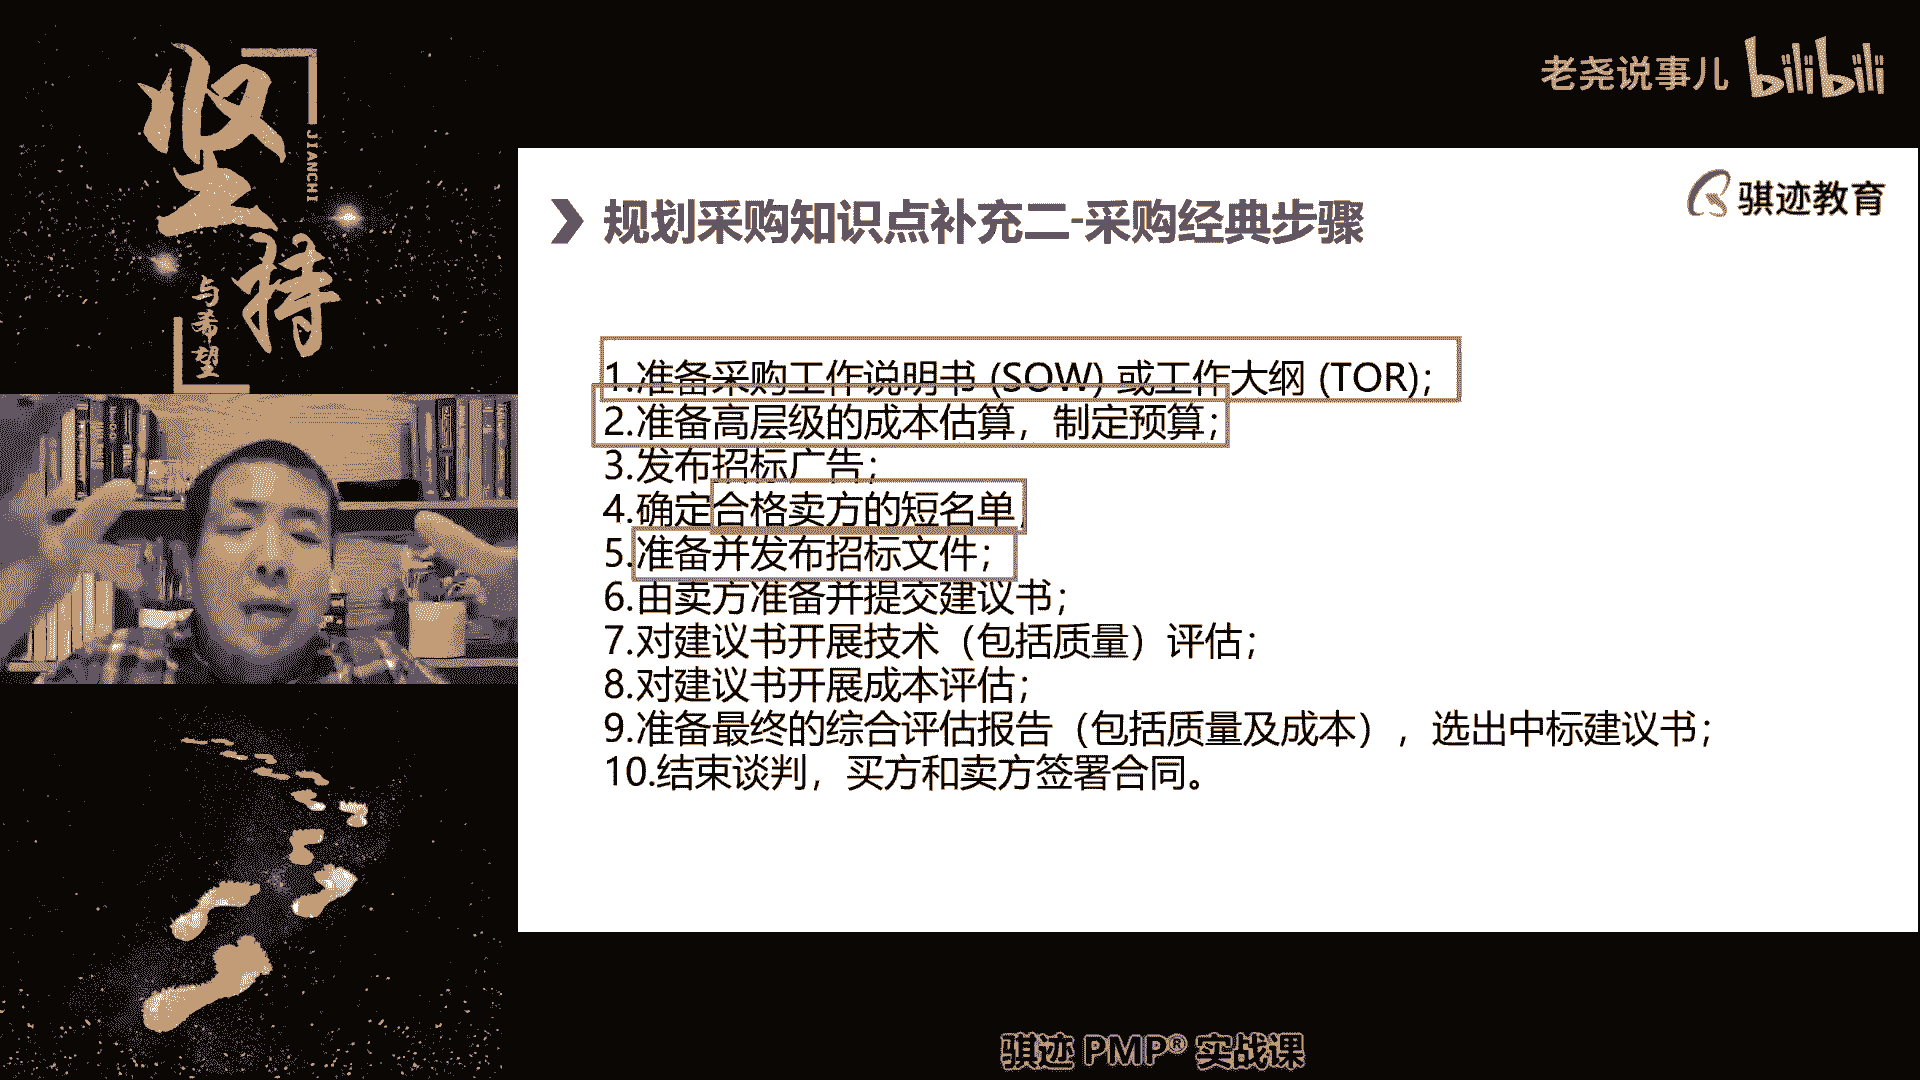 坚持
JIANCHI
与希望
老尧说事儿 bilibili
骐迹教育
规划采购知识点补充二-采购经典步骤
1.准备采购工作说明书 (SOW) 或工作大纲 (TOR)；
2.准备高层级的成本估算，制定预算；
3.发布招标广告；
4.确定合格卖方的短名单
5.准备并发布招标文件；
6.由卖方准备并提交建议书；
7.对建议书开展技术（包括质量）评估；
8.对建议书开展成本评估；
9.准备最终的综合评估报告（包括质量及成本），选出中标建议书；
10.结束谈判，买方和卖方签署合同。
骐迹 PMP® 实战课